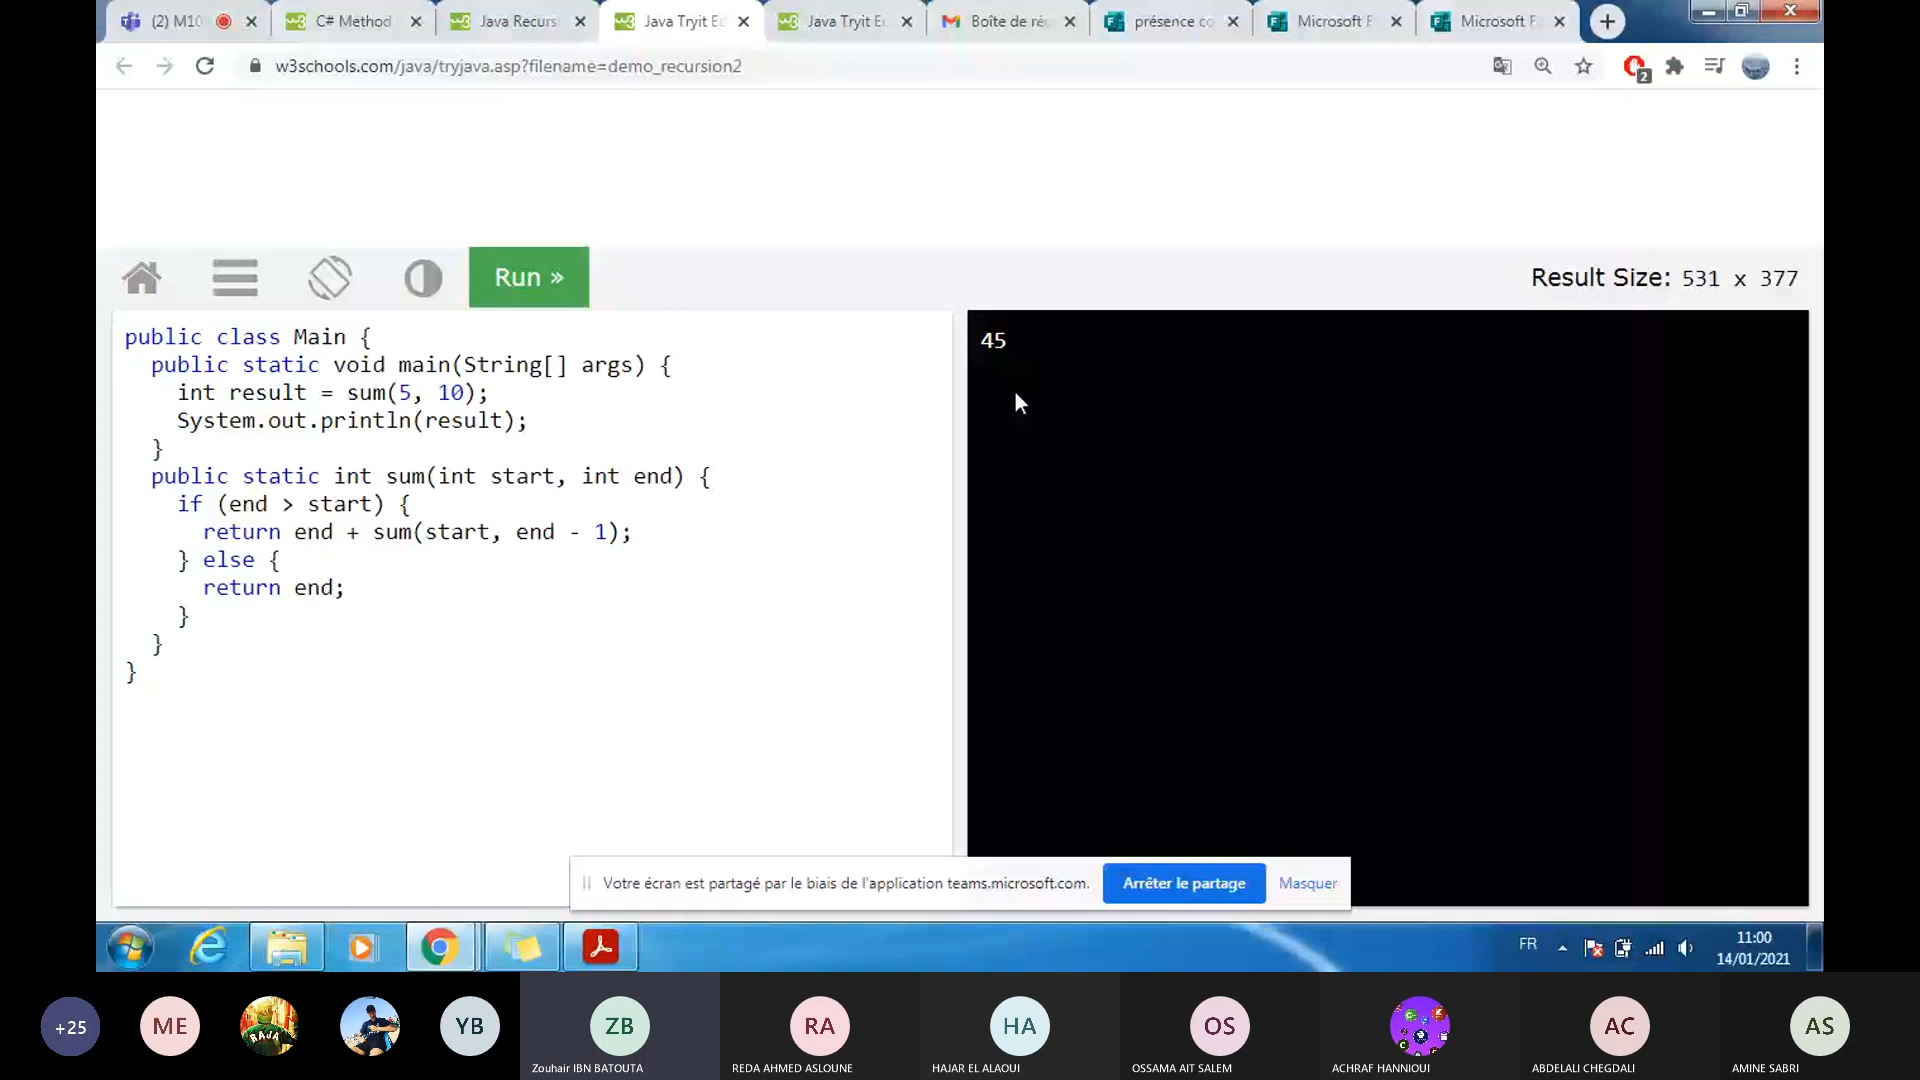 (2) M10
C# Method
Java Recurs
Java Tryit Ed
Java Tryit Ed
Boîte de réc
présence co
Microsoft F
Microsoft F
w3schools.com/java/tryjava.asp?filename=demo_recursion2
2
Run »
Result Size: 531 x 377
public class Main {
  public static void main(String[] args) {
    int result = sum(5, 10);
    System.out.println(result);
  }
  public static int sum(int start, int end) {
    if (end > start) {
      return end + sum(start, end - 1);
    } else {
      return end;
    }
  }
}
45
Votre écran est partagé par le biais de l'application teams.microsoft.com.
Arrêter le partage
Masquer
FR
11:00
14/01/2021
+25
ME
RAJA
YB
ZB
RA
HA
OS
AC
AS
Zouhair IBN BATOUTA
REDA AHMED ASLOUNE
HAJAR EL ALAOUI
OSSAMA AIT SALEM
ACHRAF HANNIOUI
ABDELALI CHEGDALI
AMINE SABRI